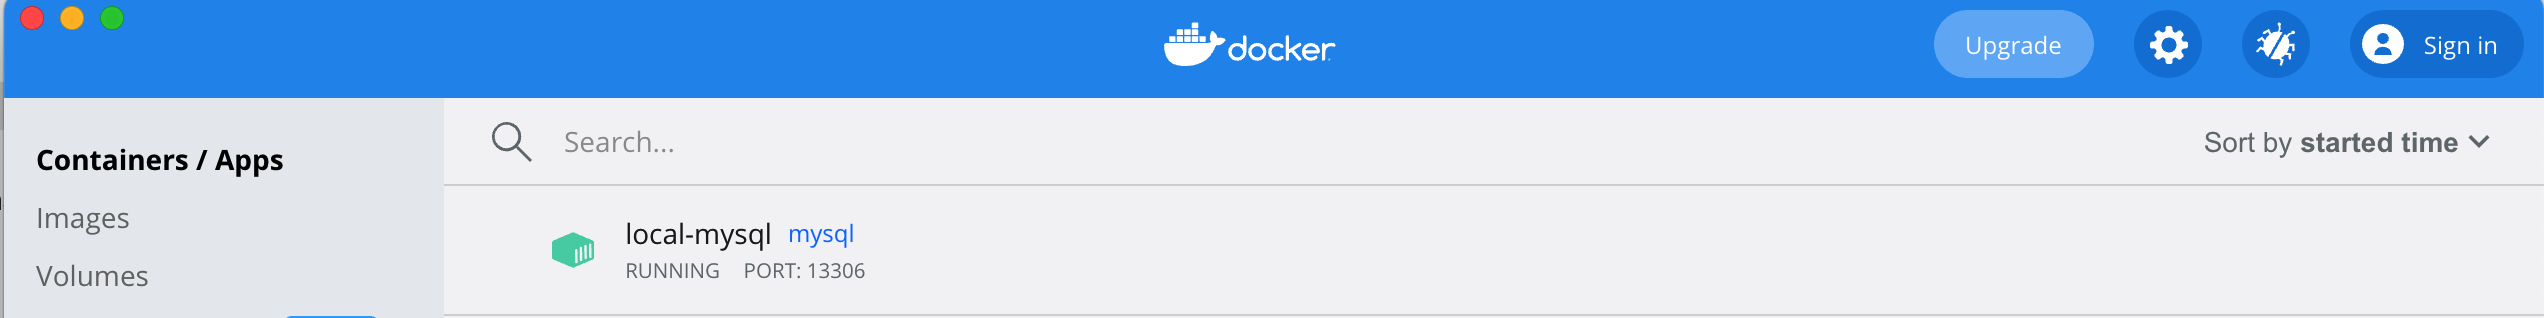 docker
Upgrade
Sign in
Containers / Apps
Images
Volumes
Search...
Sort by started time
local-mysql mysql
RUNNING PORT: 13306